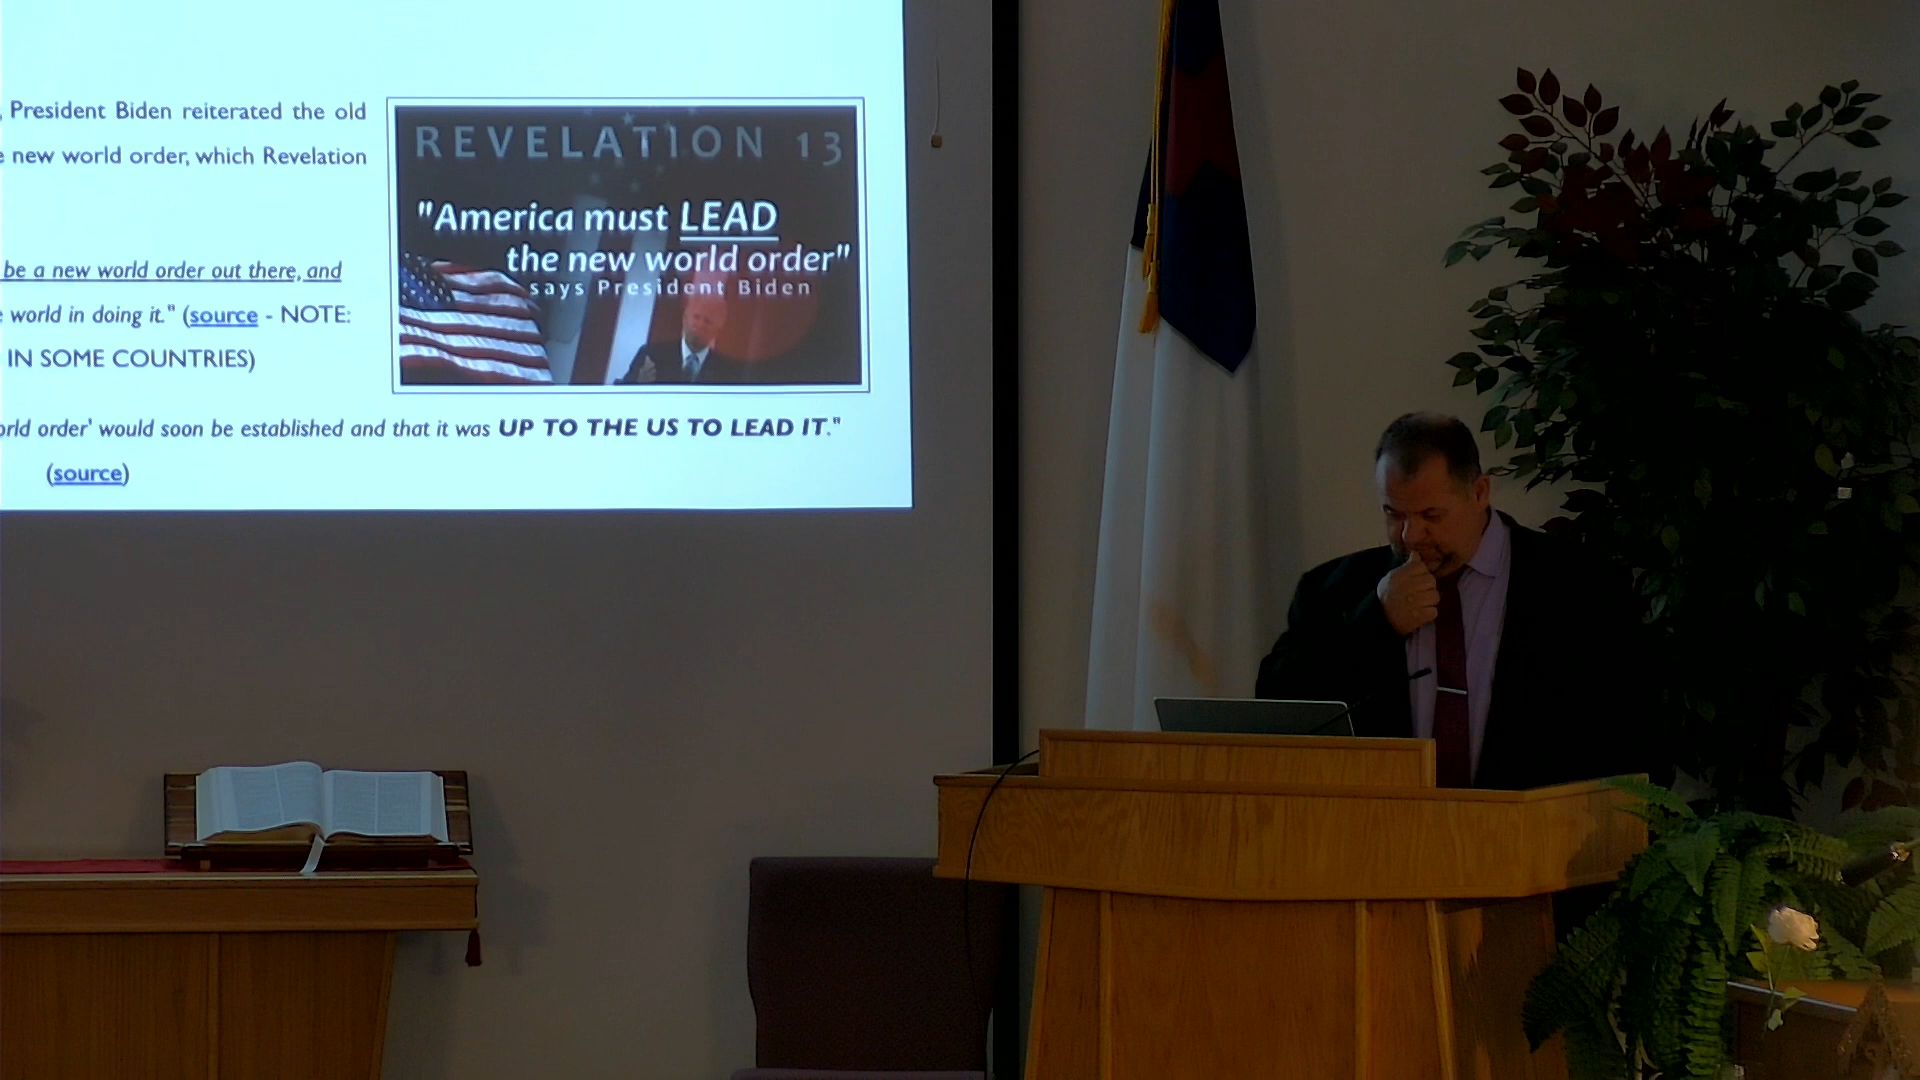 , President Biden reiterated the old
new world order, which Revelation
REVELATION 13
"America must LEAD
the new world order"
says President Biden
be a new world order out there, and
world in doing it." (source - NOTE:
IN SOME COUNTRIES)
order' would soon be established and that it was UP TO THE US TO LEAD IT."
(source)